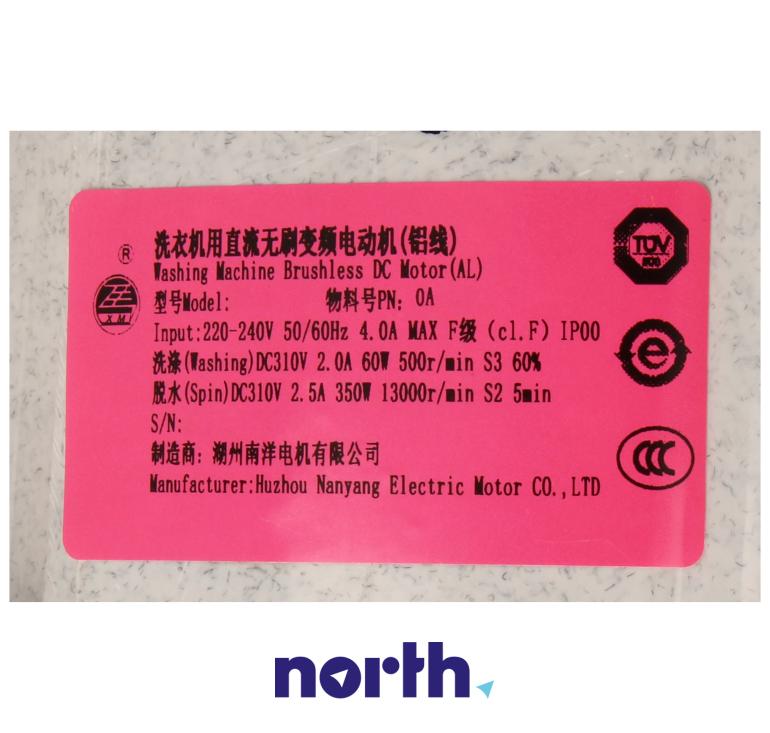 洗衣机用直流无刷变频电动机(铝线)
Washing Machine Brushless DC Motor(AL)
型号Model: 物料号PN: 0A
Input:220-240V 50/60Hz 4.0A MAX F级 (cl.F) IP00
洗涤(Washing)DC310V 2.0A 60W 500r/min S3 60%
脱水(Spin)DC310V 2.5A 350W 13000r/min S2 5min
S/N:
制造商: 湖州南洋电机有限公司
Manufacturer:Huzhou Nanyang Electric Motor CO.,LTD
®
XMJ
TÜV
e
CCC
north.